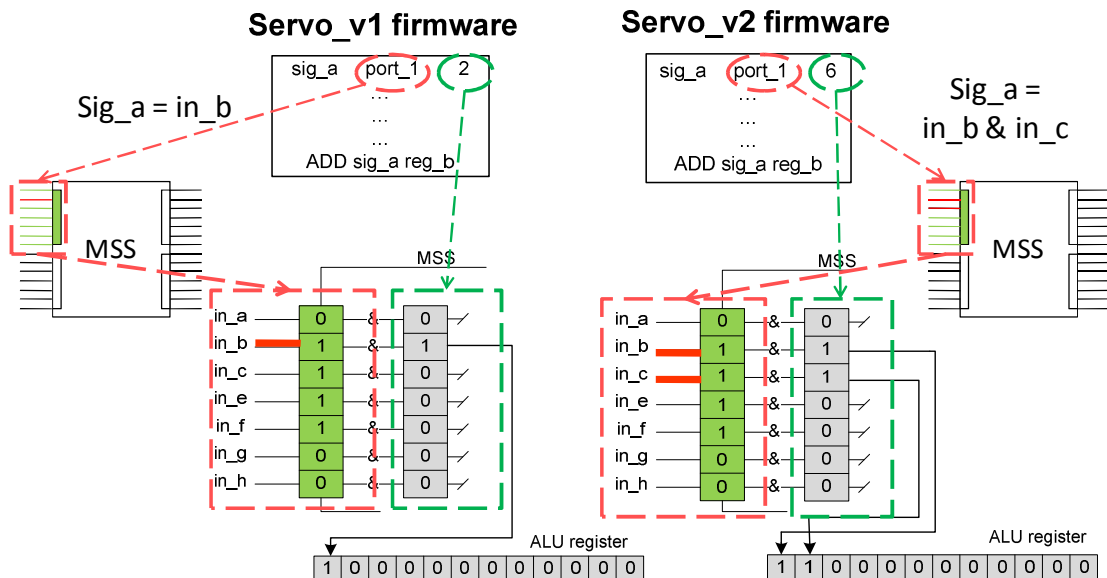 Servo_v1 firmware
sig_a port_1 2
...
...
...
ADD sig_a reg_b
Sig_a = in_b
MSS
MSS
in_a 0 & 0
in_b 1 & 1
in_c 1 & 0
in_e 1 & 0
in_f 1 & 0
in_g 0 & 0
in_h 0 & 0
ALU register
1 0 0 0 0 0 0 0 0 0 0 0
Servo_v2 firmware
sig_a port_1 6
...
...
...
ADD sig_a reg_b
Sig_a =
in_b & in_c
MSS
MSS
in_a 0 & 0
in_b 1 & 1
in_c 1 & 1
in_e 1 & 0
in_f 1 & 0
in_g 0 & 0
in_h 0 & 0
ALU register
1 1 0 0 0 0 0 0 0 0 0 0